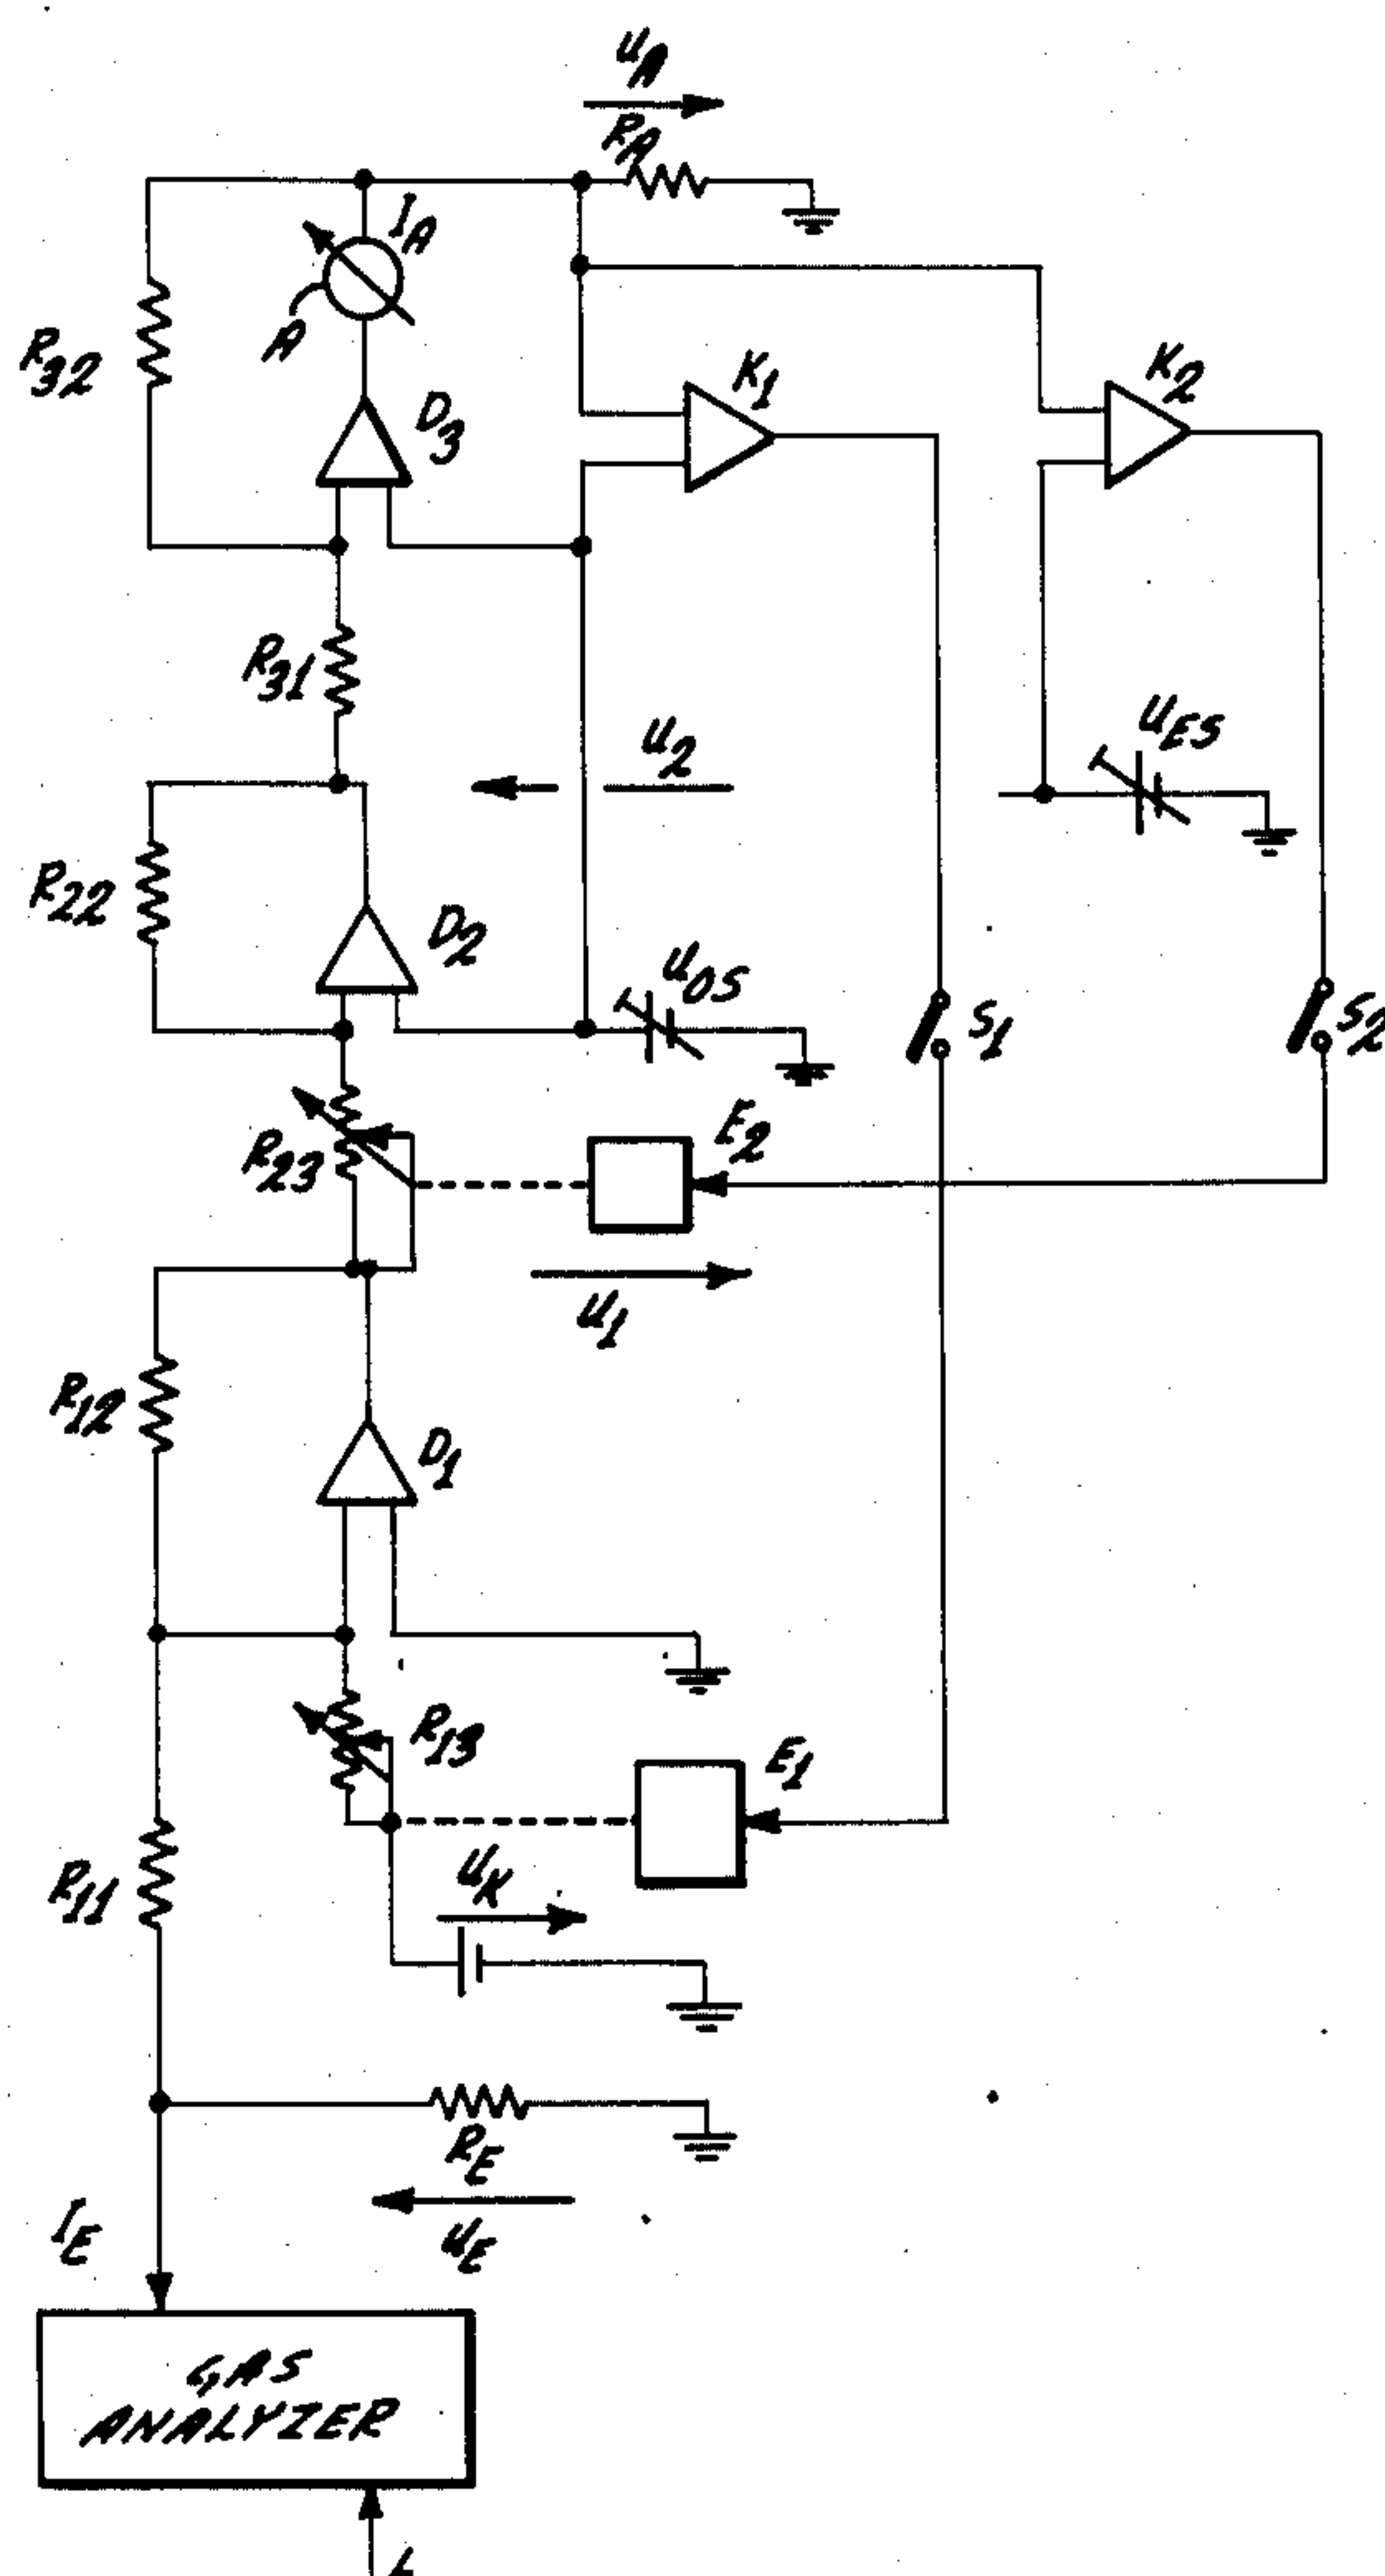 U_A
R_A
I_A
A
R_32
D_3
K_1
K_2
R_31
U_2
U_ES
R_22
D_2
U_OS
S_1
S_2
R_23
E_2
U_1
R_12
D_1
R_13
E_1
R_11
U_K
R_E
I_E
U_E
GAS
ANALYZER